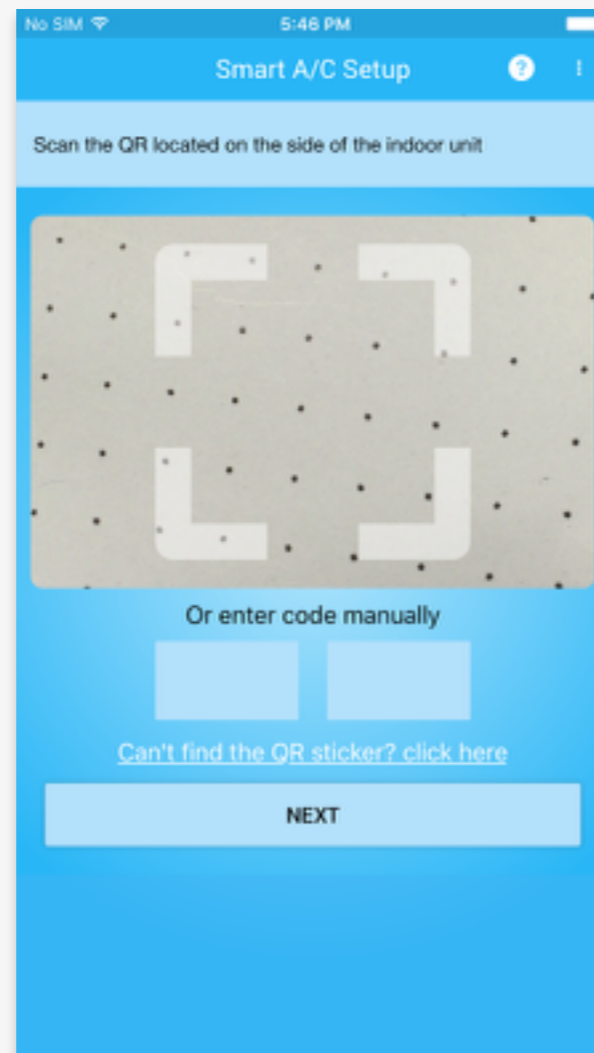 No SIM 5:46 PM
Smart A/C Setup ?
Scan the QR located on the side of the indoor unit
Or enter code manually
Can't find the QR sticker? click here
NEXT